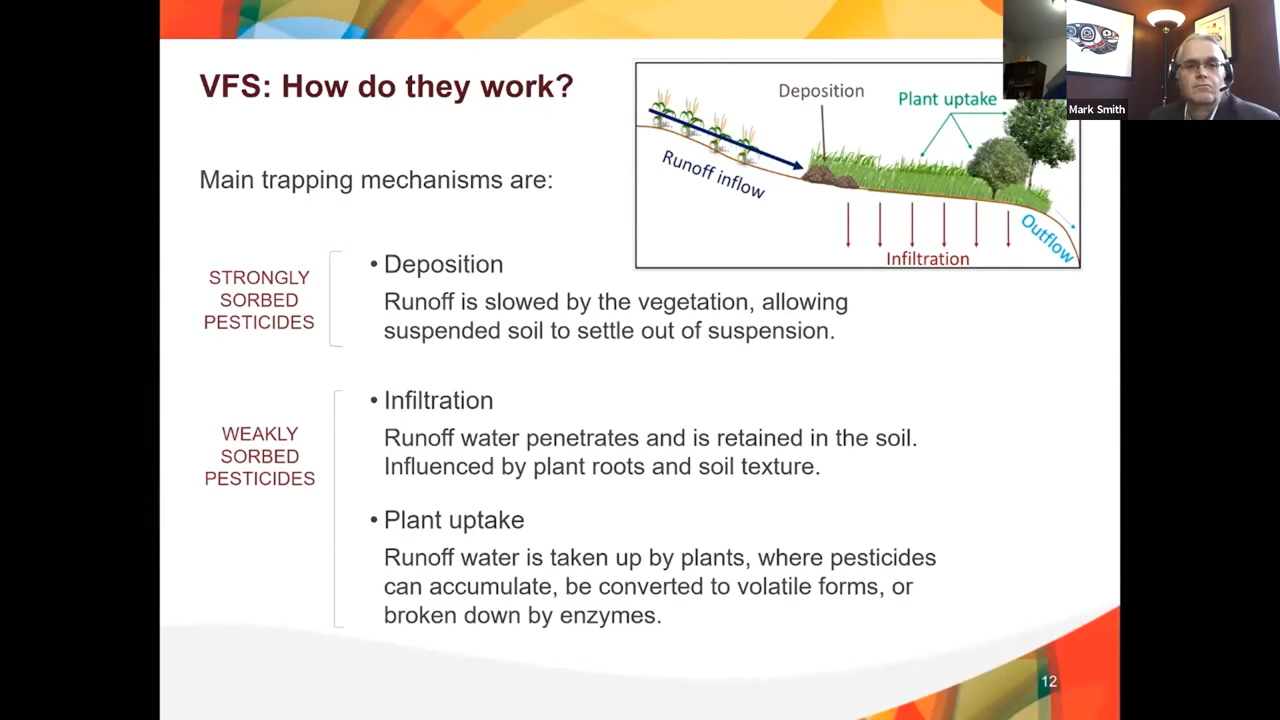 VFS: How do they work?
Main trapping mechanisms are:
Deposition
Plant uptake
Runoff inflow
Infiltration
Outflow
Mark Smith
STRONGLY
SORBED
PESTICIDES
• Deposition
Runoff is slowed by the vegetation, allowing
suspended soil to settle out of suspension.
WEAKLY
SORBED
PESTICIDES
• Infiltration
Runoff water penetrates and is retained in the soil.
Influenced by plant roots and soil texture.
• Plant uptake
Runoff water is taken up by plants, where pesticides
can accumulate, be converted to volatile forms, or
broken down by enzymes.
12